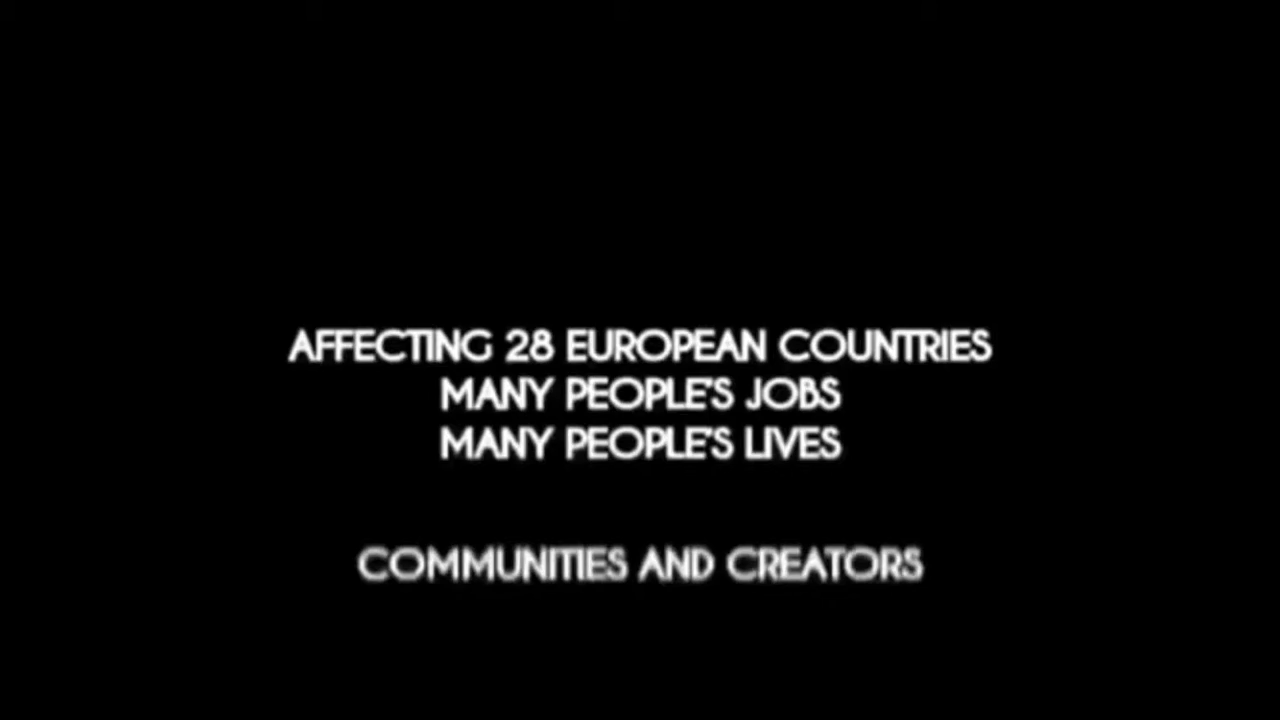 AFFECTING 28 EUROPEAN COUNTRIES
MANY PEOPLE'S JOBS
MANY PEOPLE'S LIVES
COMMUNITIES AND CREATORS